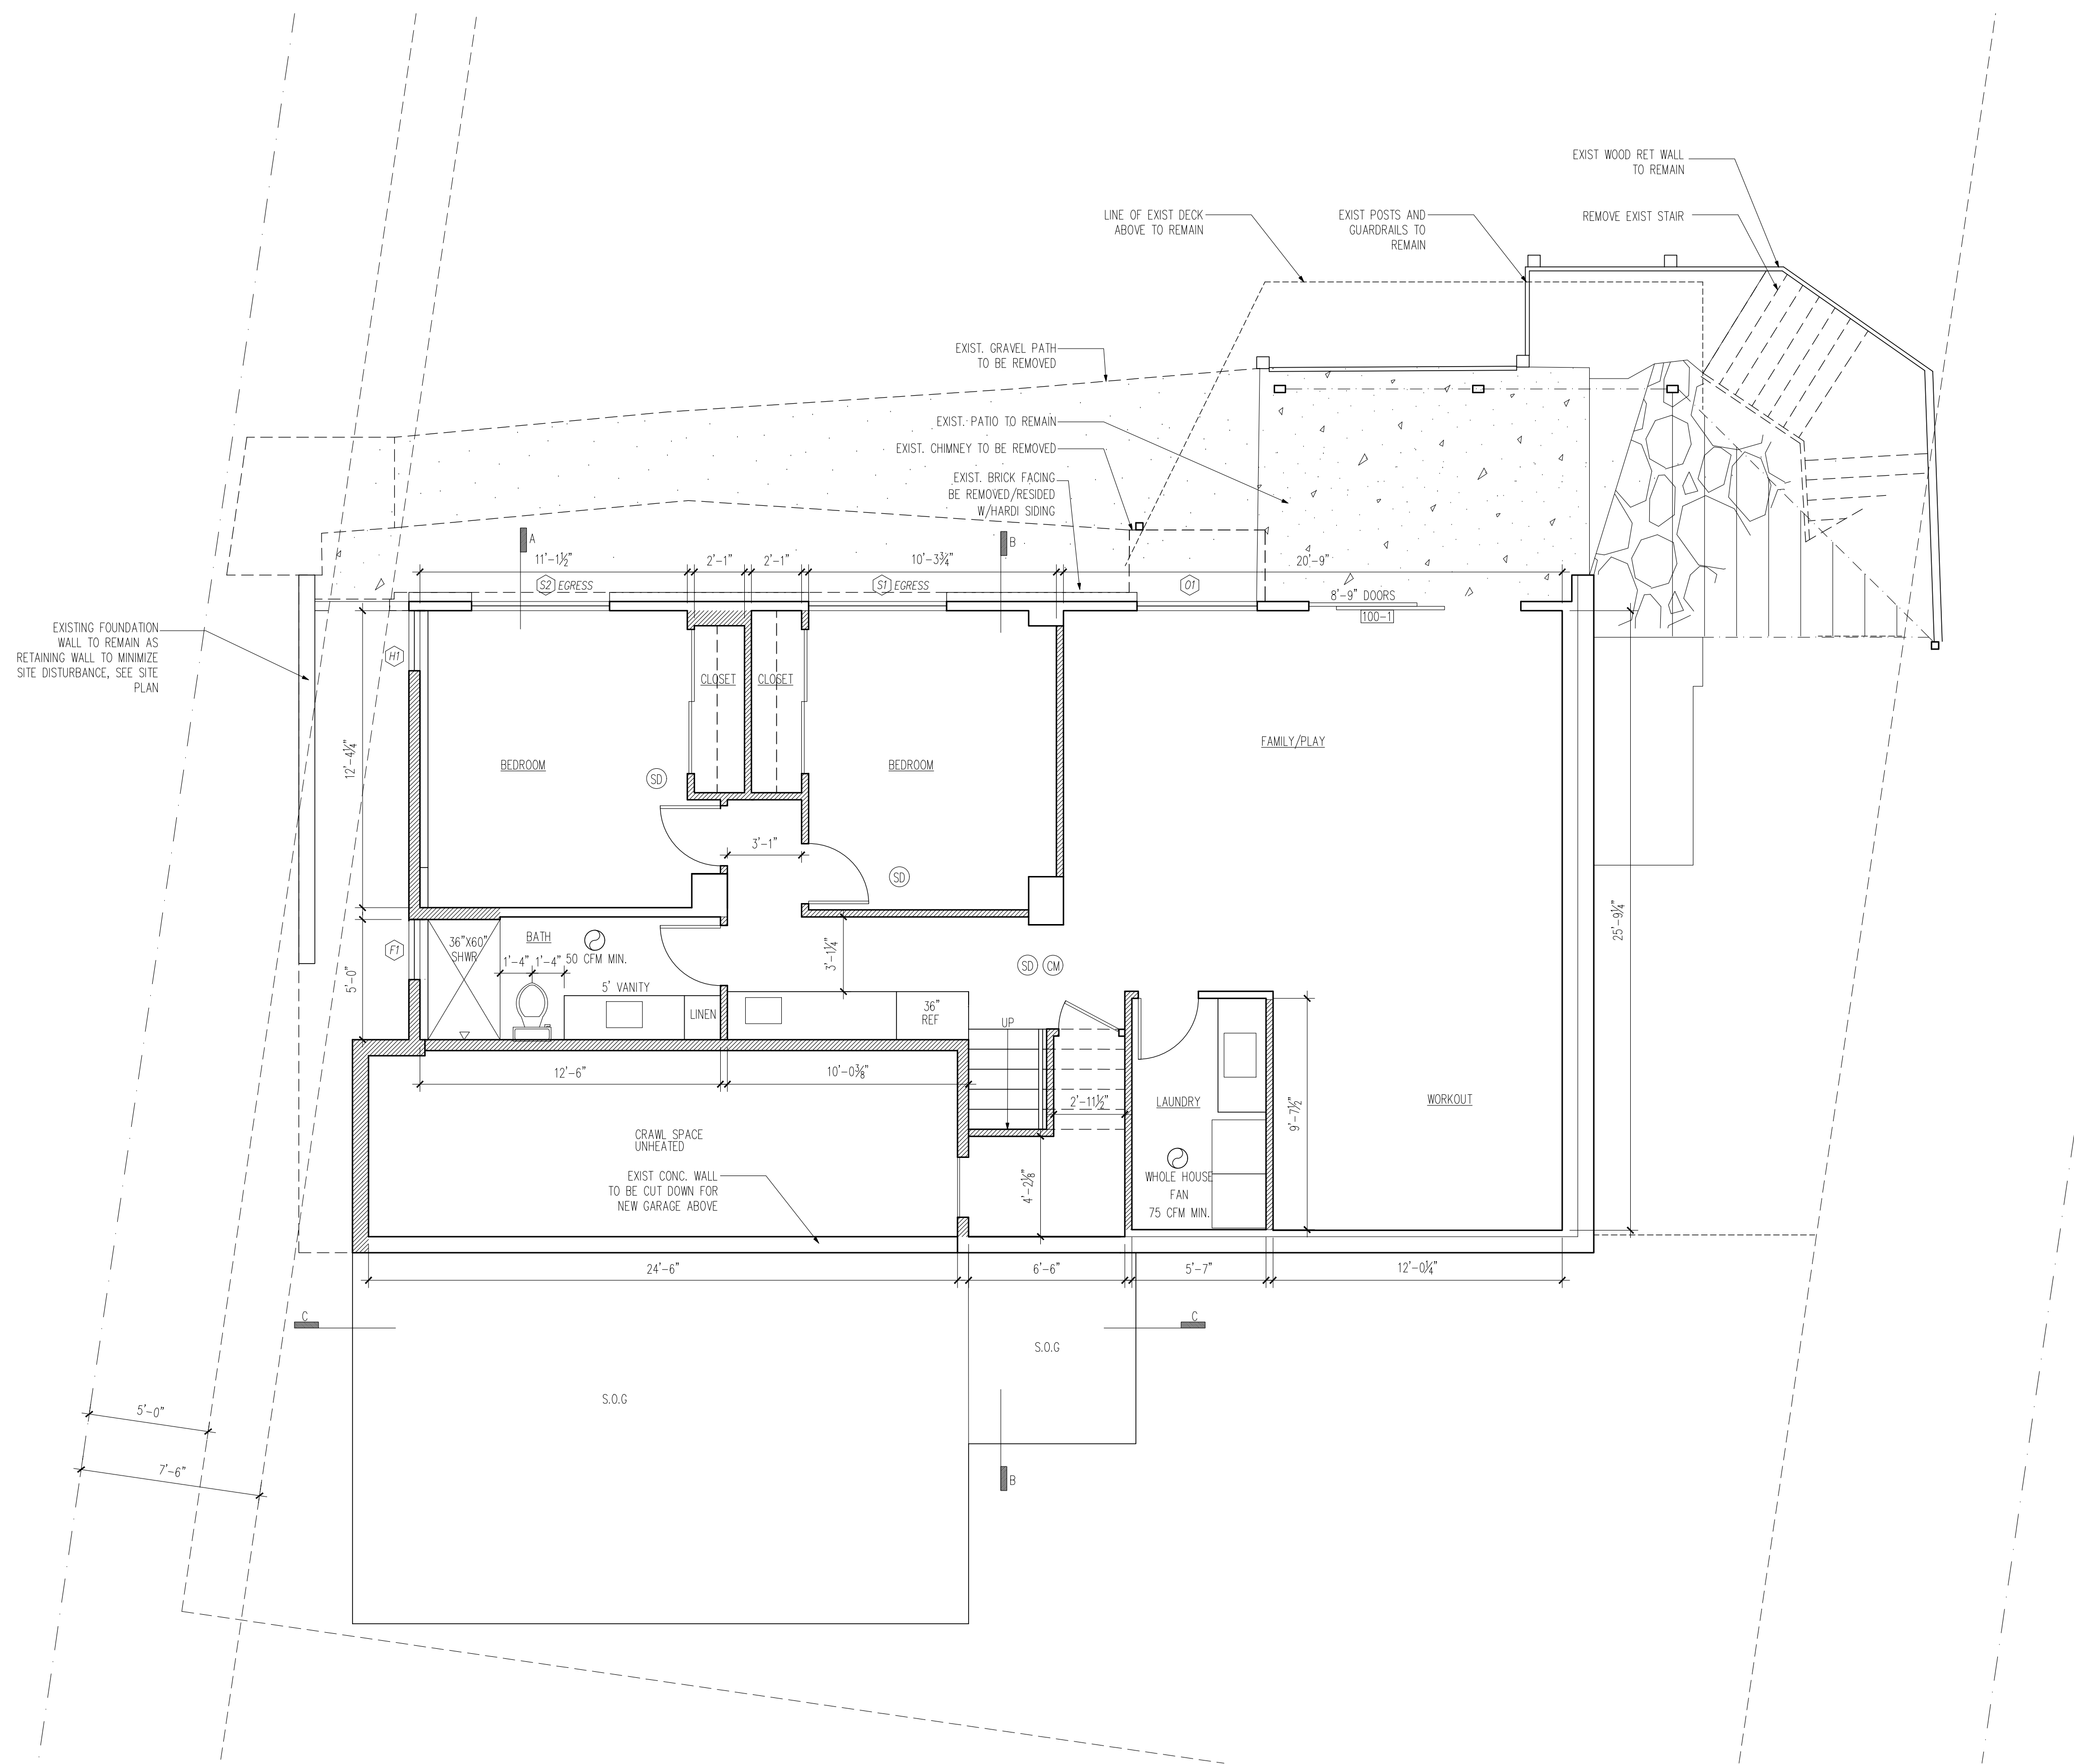 EXIST WOOD RET WALL
TO REMAIN
LINE OF EXIST DECK
ABOVE TO REMAIN
EXIST POSTS AND
GUARDRAILS TO
REMAIN
REMOVE EXIST STAIR
EXIST. GRAVEL PATH
TO BE REMOVED
EXIST. PATIO TO REMAIN
EXIST. CHIMNEY TO BE REMOVED
EXIST. BRICK FACING
BE REMOVED/RESIDED
W/HARDI SIDING
A
B
11'-1½"
2'-1"
2'-1"
10'-3¾"
20'-9"
S2 EGRESS
S1 EGRESS
O1
8'-9" DOORS
100-1
EXISTING FOUNDATION
WALL TO REMAIN AS
RETAINING WALL TO MINIMIZE
SITE DISTURBANCE, SEE SITE
PLAN
H1
CLOSET
CLOSET
12'-4¼"
BEDROOM
SD
BEDROOM
FAMILY/PLAY
3'-1"
SD
25'-9¼"
F1
36"X60"
SHWR
BATH
1'-4"
1'-4"
50 CFM MIN.
3'-1¼"
SD
CM
5'-0"
5' VANITY
LINEN
36"
REF
UP
12'-6"
10'-0⅜"
2'-11½"
LAUNDRY
9'-7½"
WORKOUT
CRAWL SPACE
UNHEATED
EXIST CONC. WALL
TO BE CUT DOWN FOR
NEW GARAGE ABOVE
4'-2⅛"
WHOLE HOUSE
FAN
75 CFM MIN.
24'-6"
6'-6"
5'-7"
12'-0¼"
C
C
S.O.G
S.O.G
5'-0"
7'-6"
B